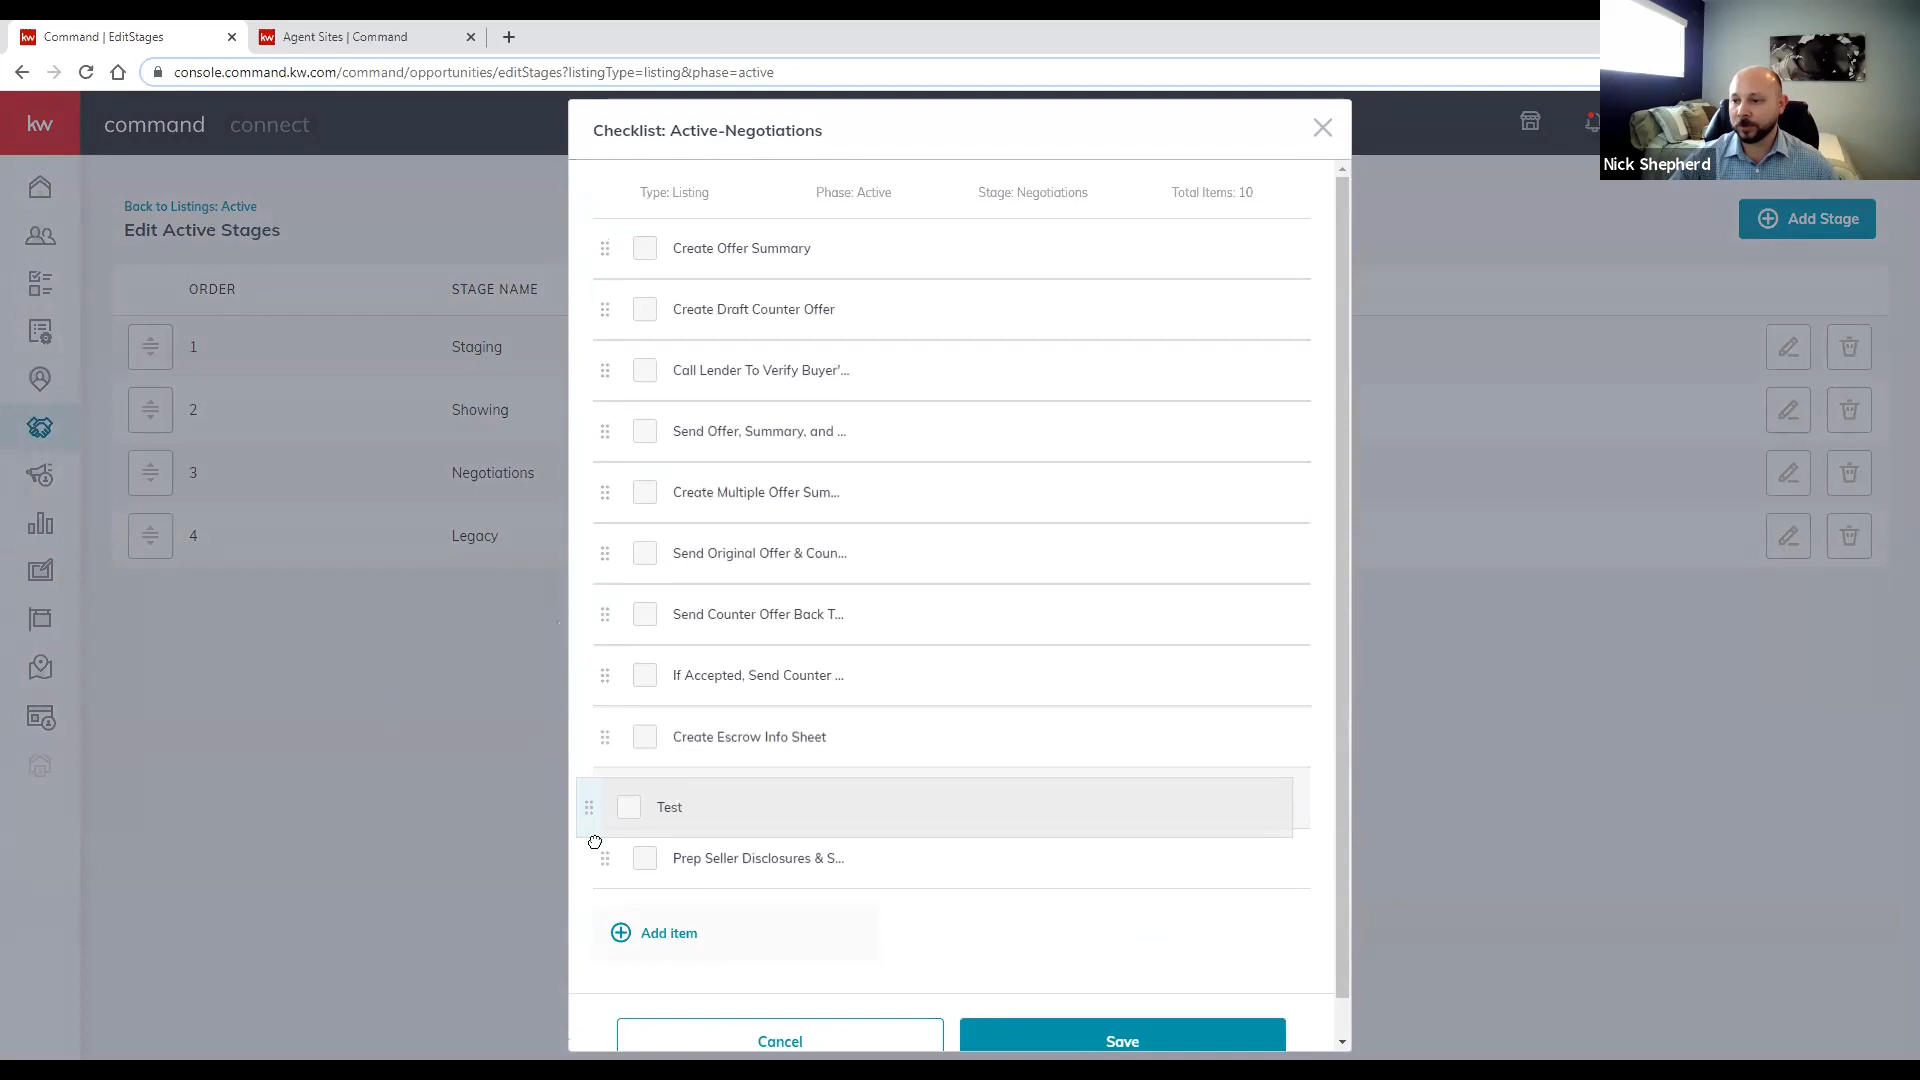 Command | EditStages
Agent Sites | Command
console.command.kw.com/command/opportunities/editStages?listingType=listing&phase=active
kw
command
connect
Nick Shepherd
Back to Listings: Active
Edit Active Stages
Add Stage
ORDER
STAGE NAME
1
Staging
2
Showing
3
Negotiations
4
Legacy
Checklist: Active-Negotiations
Type: Listing
Phase: Active
Stage: Negotiations
Total Items: 10
Create Offer Summary
Create Draft Counter Offer
Call Lender To Verify Buyer'...
Send Offer, Summary, and ...
Create Multiple Offer Sum...
Send Original Offer & Coun...
Send Counter Offer Back T...
If Accepted, Send Counter ...
Create Escrow Info Sheet
Test
Prep Seller Disclosures & S...
Add item
Cancel
Save